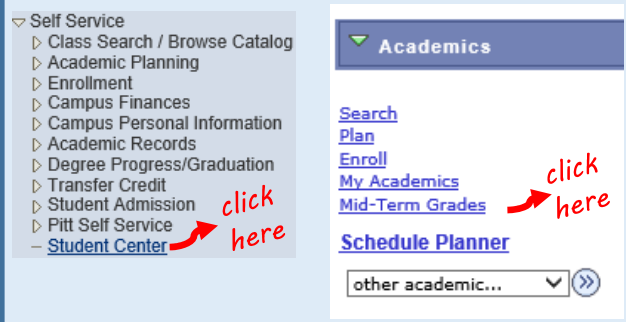 Self Service
Class Search / Browse Catalog
Academic Planning
Enrollment
Campus Finances
Campus Personal Information
Academic Records
Degree Progress/Graduation
Transfer Credit
Student Admission
Pitt Self Service
Student Center
click
here
Academics
Search
Plan
Enroll
My Academics
Mid-Term Grades
click
here
Schedule Planner
other academic...